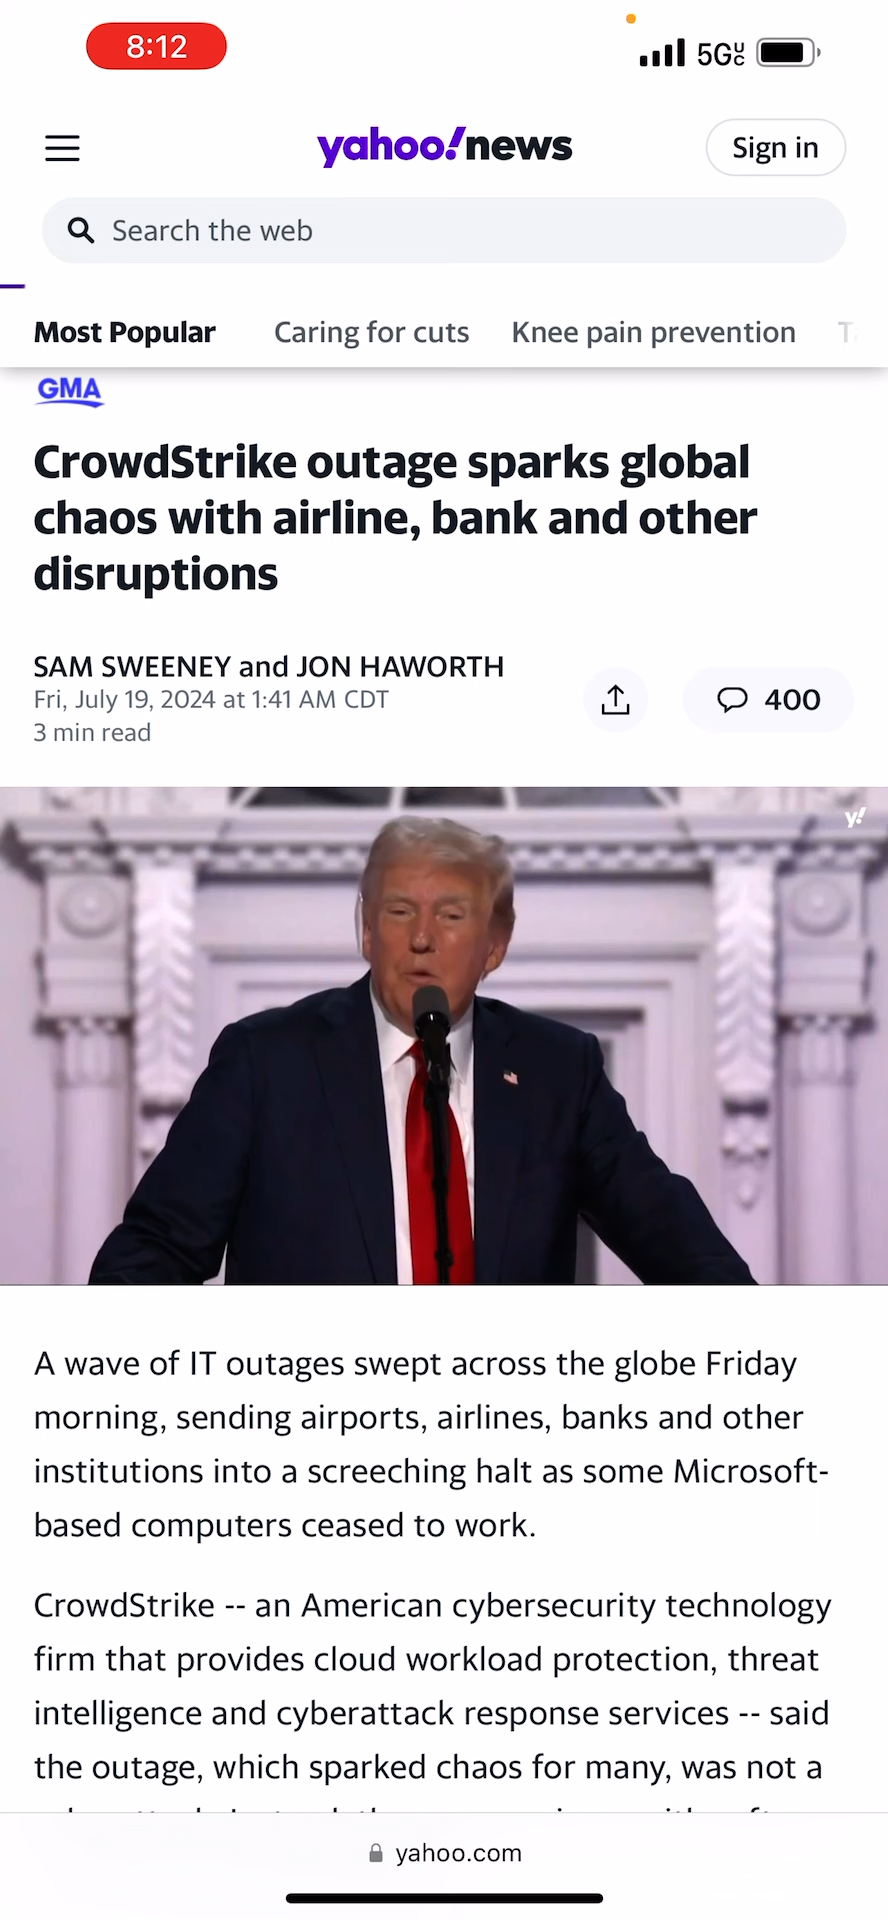 8:12
5G UC
yahoo!news
Sign in
Search the web
Most Popular
Caring for cuts
Knee pain prevention
GMA
CrowdStrike outage sparks global
chaos with airline, bank and other
disruptions
SAM SWEENEY and JON HAWORTH
Fri, July 19, 2024 at 1:41 AM CDT
3 min read
400
y!
A wave of IT outages swept across the globe Friday
morning, sending airports, airlines, banks and other
institutions into a screeching halt as some Microsoft-
based computers ceased to work.
CrowdStrike -- an American cybersecurity technology
firm that provides cloud workload protection, threat
intelligence and cyberattack response services -- said
the outage, which sparked chaos for many, was not a
yahoo.com